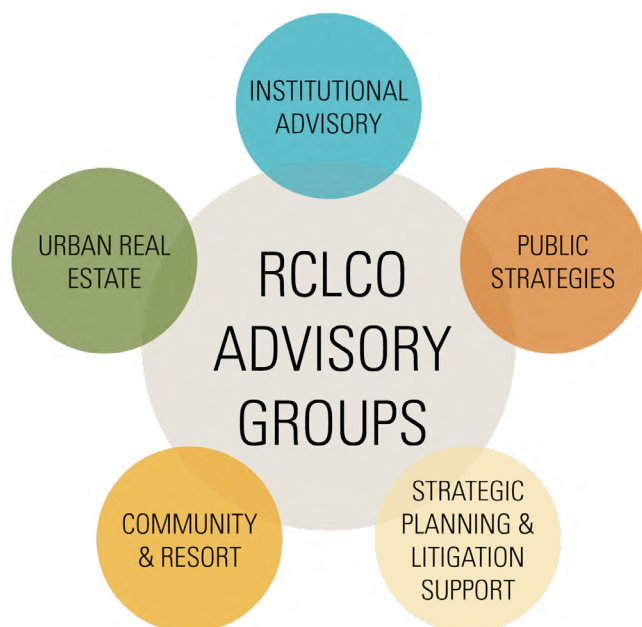 INSTITUTIONAL
ADVISORY
URBAN REAL
ESTATE
PUBLIC
STRATEGIES
RCLCO
ADVISORY
GROUPS
COMMUNITY
& RESORT
STRATEGIC
PLANNING &
LITIGATION
SUPPORT